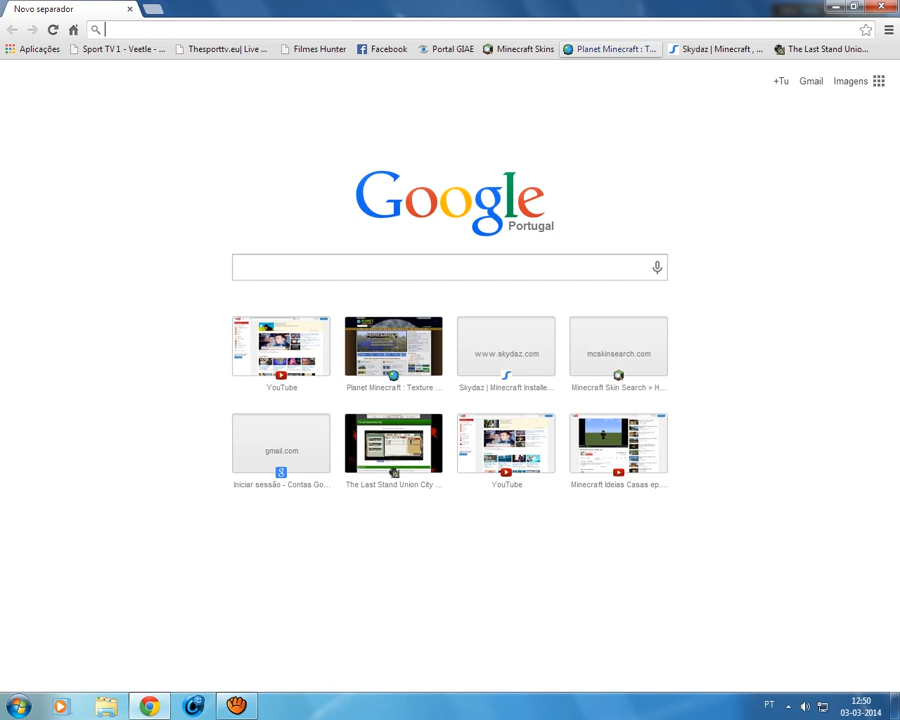 Novo separador
Aplicações Sport TV 1 - Veetle - ... Thesporttv.eu| Live ... Filmes Hunter Facebook Portal GIAE Minecraft Skins Planet Minecraft : T... Skydaz | Minecraft , ... The Last Stand Unio...
+Tu Gmail Imagens
Google
Portugal
www.skydaz.com mcskinsearch.com
YouTube Planet Minecraft : Texture ... Skydaz | Minecraft Installe... Minecraft Skin Search > H...
gmail.com
Iniciar sessão - Contas Go... The Last Stand Union City ... YouTube Minecraft Ideias Casas ep....
PT 12:50
03-03-2014